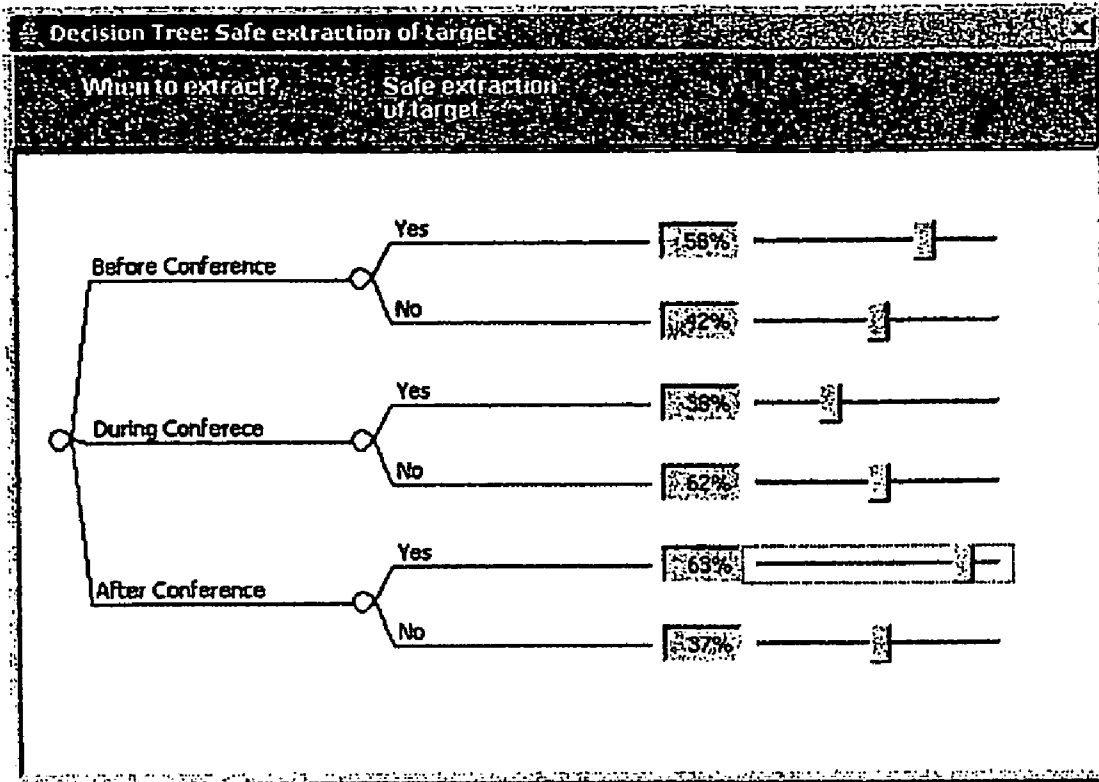 Decision Tree: Safe extraction of target
When to extract?
Safe extraction
of target
Before Conference
Yes
58%
No
42%
During Conferece
Yes
38%
No
62%
After Conference
Yes
63%
No
37%